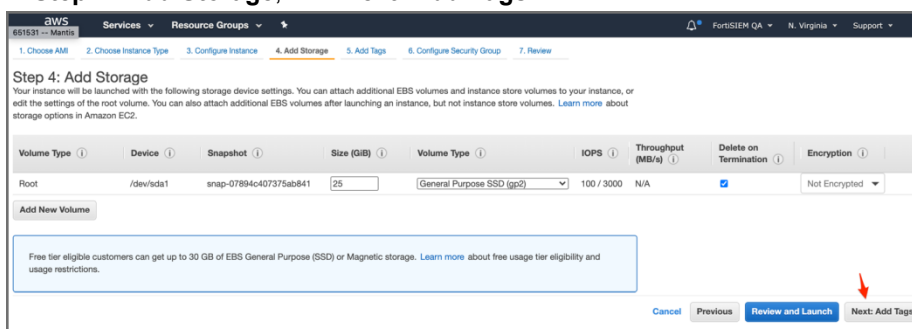 aws
Services
Resource Groups
FortiSIEM QA
N. Virginia
Support
651531 -- Mantis
1. Choose AMI
2. Choose Instance Type
3. Configure Instance
4. Add Storage
5. Add Tags
6. Configure Security Group
7. Review
Step 4: Add Storage
Your instance will be launched with the following storage device settings. You can attach additional EBS volumes and instance store volumes to your instance, or
edit the settings of the root volume. You can also attach additional EBS volumes after launching an instance, but not instance store volumes. Learn more about
storage options in Amazon EC2.
Volume Type
Device
Snapshot
Size (GiB)
Volume Type
IOPS
Throughput
(MB/s)
Delete on
Termination
Encryption
Root
/dev/sda1
snap-07894c407375ab841
25
General Purpose SSD (gp2)
100 / 3000
N/A
Not Encrypted
Add New Volume
Free tier eligible customers can get up to 30 GB of EBS General Purpose (SSD) or Magnetic storage. Learn more about free usage tier eligibility and
usage restrictions.
Cancel
Previous
Review and Launch
Next: Add Tags